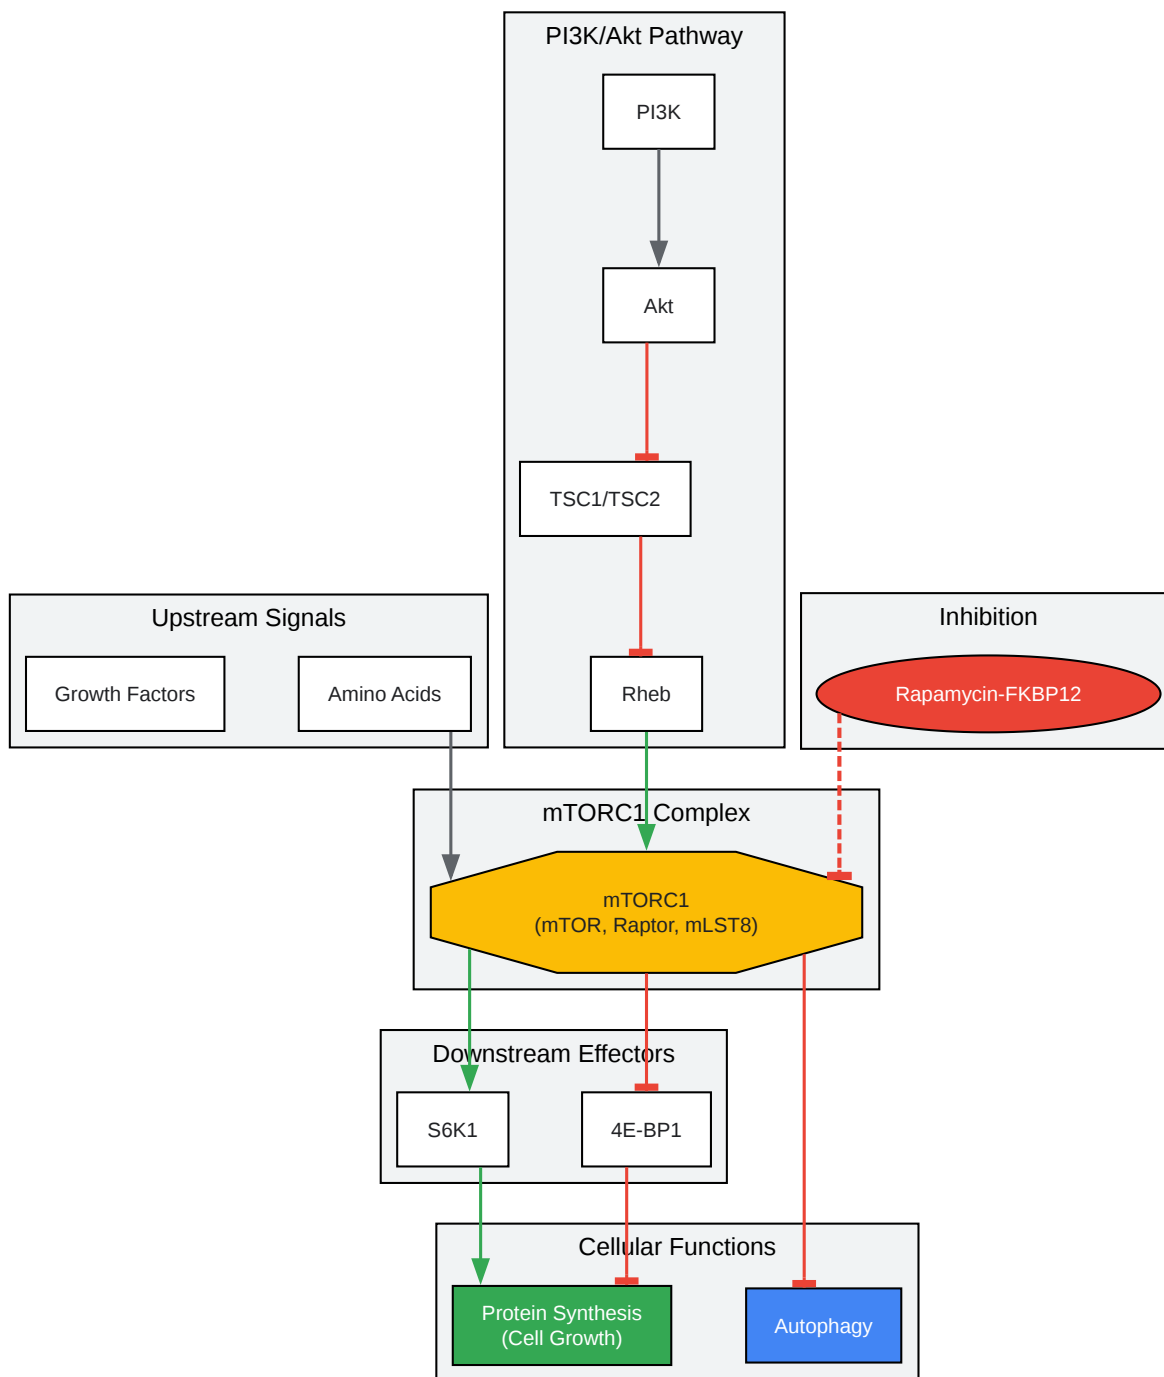 PI3K/Akt Pathway
PI3K
Akt
TSC1/TSC2
Upstream Signals
Growth Factors
Amino Acids
Rheb
Inhibition
Rapamycin-FKBP12
mTORC1 Complex
mTORC1
(mTOR, Raptor, mLST8)
Downstream Effectors
S6K1
4E-BP1
Cellular Functions
Protein Synthesis
(Cell Growth)
Autophagy